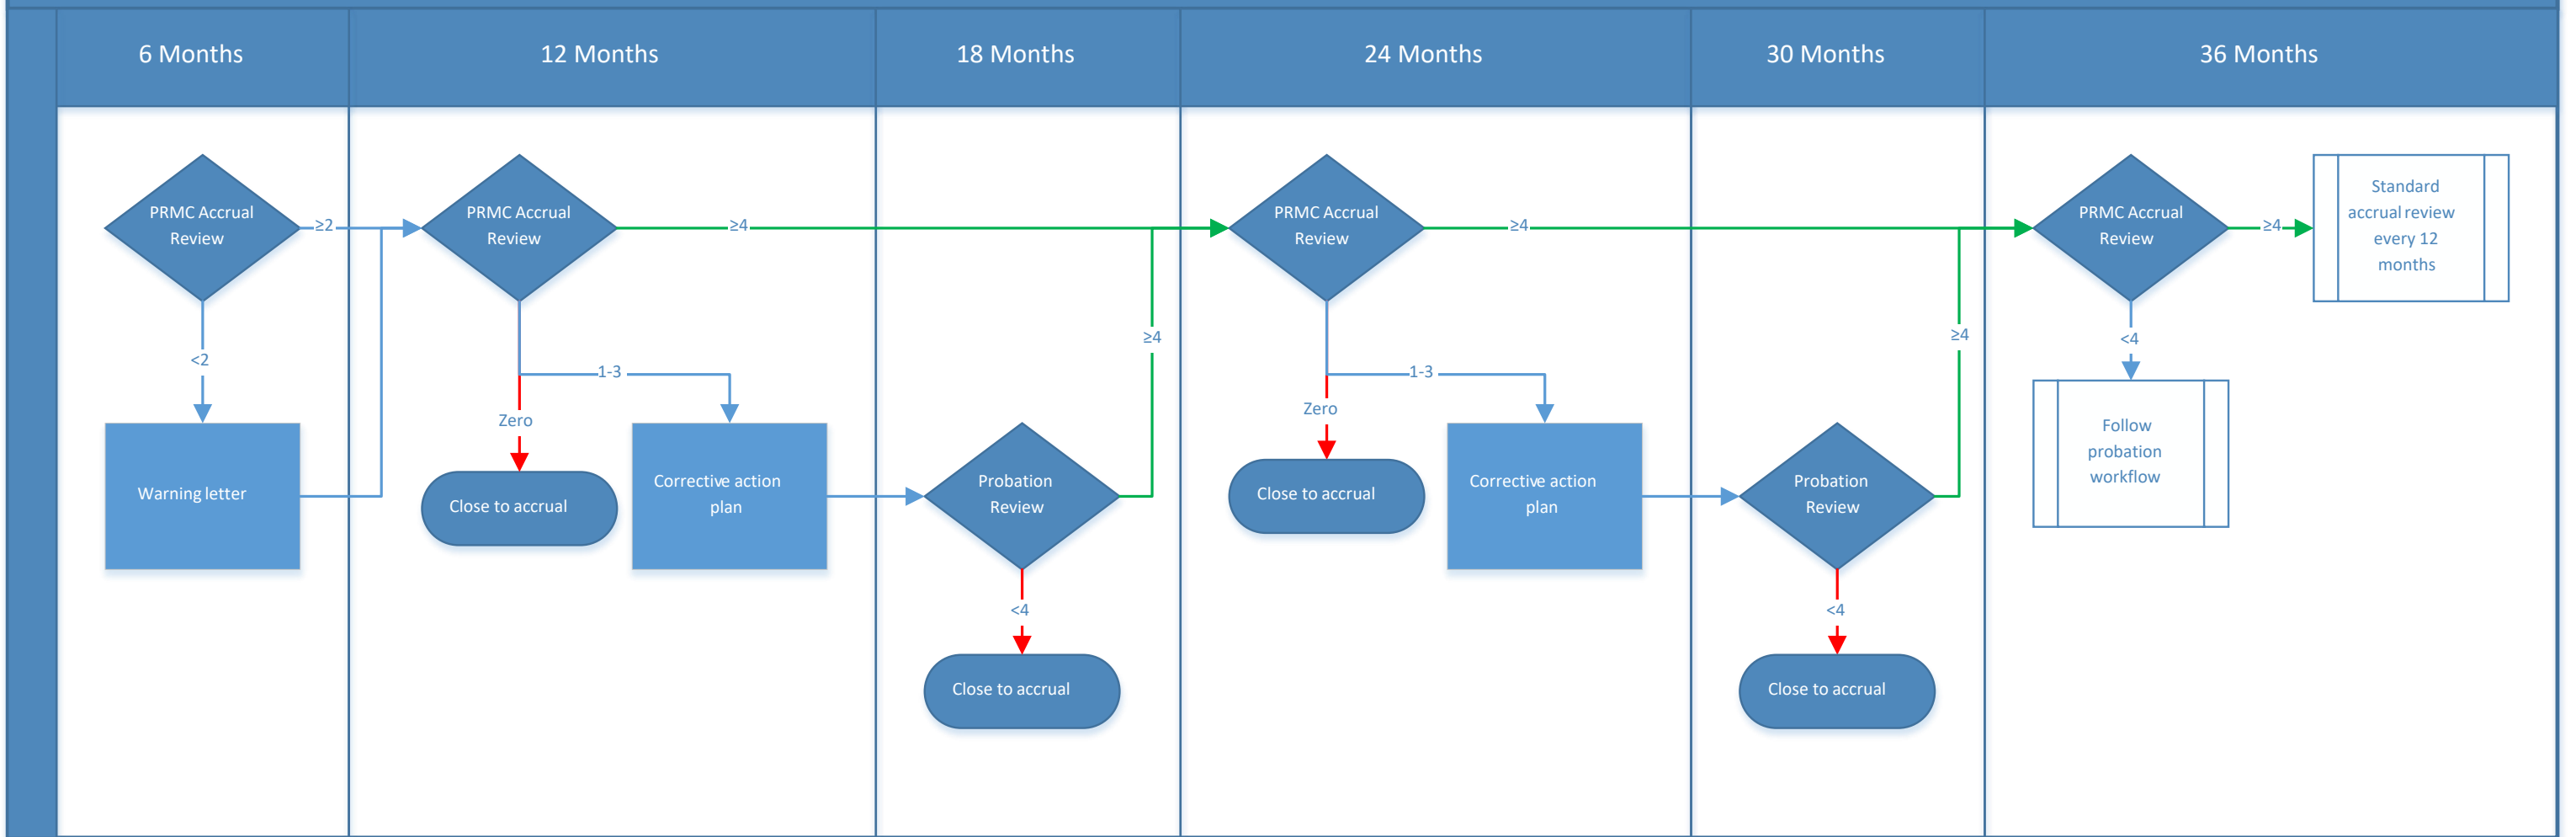 6 Months
12 Months
18 Months
24 Months
30 Months
36 Months
PRMC Accrual
Review
≥2
<2
Warning letter
PRMC Accrual
Review
≥4
1-3
Zero
Close to accrual
Corrective action
plan
Probation
Review
≥4
<4
Close to accrual
PRMC Accrual
Review
≥4
1-3
Zero
Close to accrual
Corrective action
plan
Probation
Review
≥4
<4
Close to accrual
PRMC Accrual
Review
≥4
Standard
accrual review
every 12
months
<4
Follow
probation
workflow